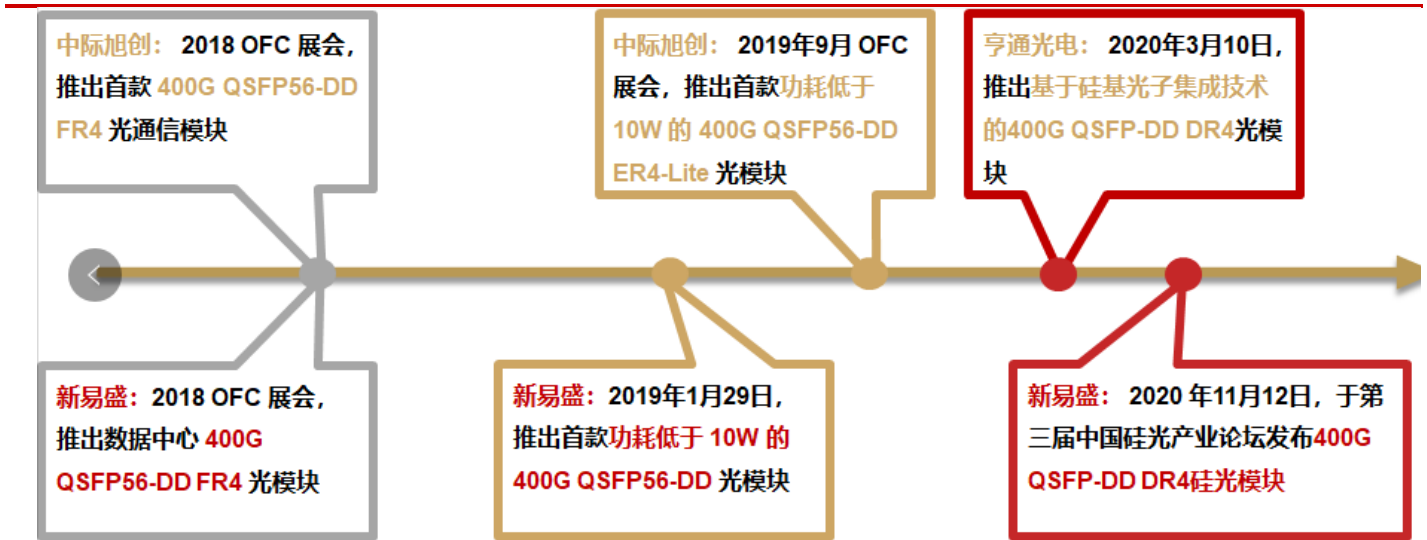 中际旭创： 2018 OFC 展会，
推出首款 400G QSFP56-DD
FR4 光通信模块
中际旭创： 2019年9月 OFC
展会，推出首款功耗低于
10W 的 400G QSFP56-DD
ER4-Lite 光模块
亨通光电： 2020年3月10日，
推出基于硅基光子集成技术
的400G QSFP-DD DR4光模
块
新易盛：2018 OFC 展会，
推出数据中心 400G
QSFP56-DD FR4 光模块
新易盛：2019年1月29日，
推出首款功耗低于 10W 的
400G QSFP56-DD 光模块
新易盛： 2020 年11月12日，于第
三届中国硅光产业论坛发布400G
QSFP-DD DR4硅光模块